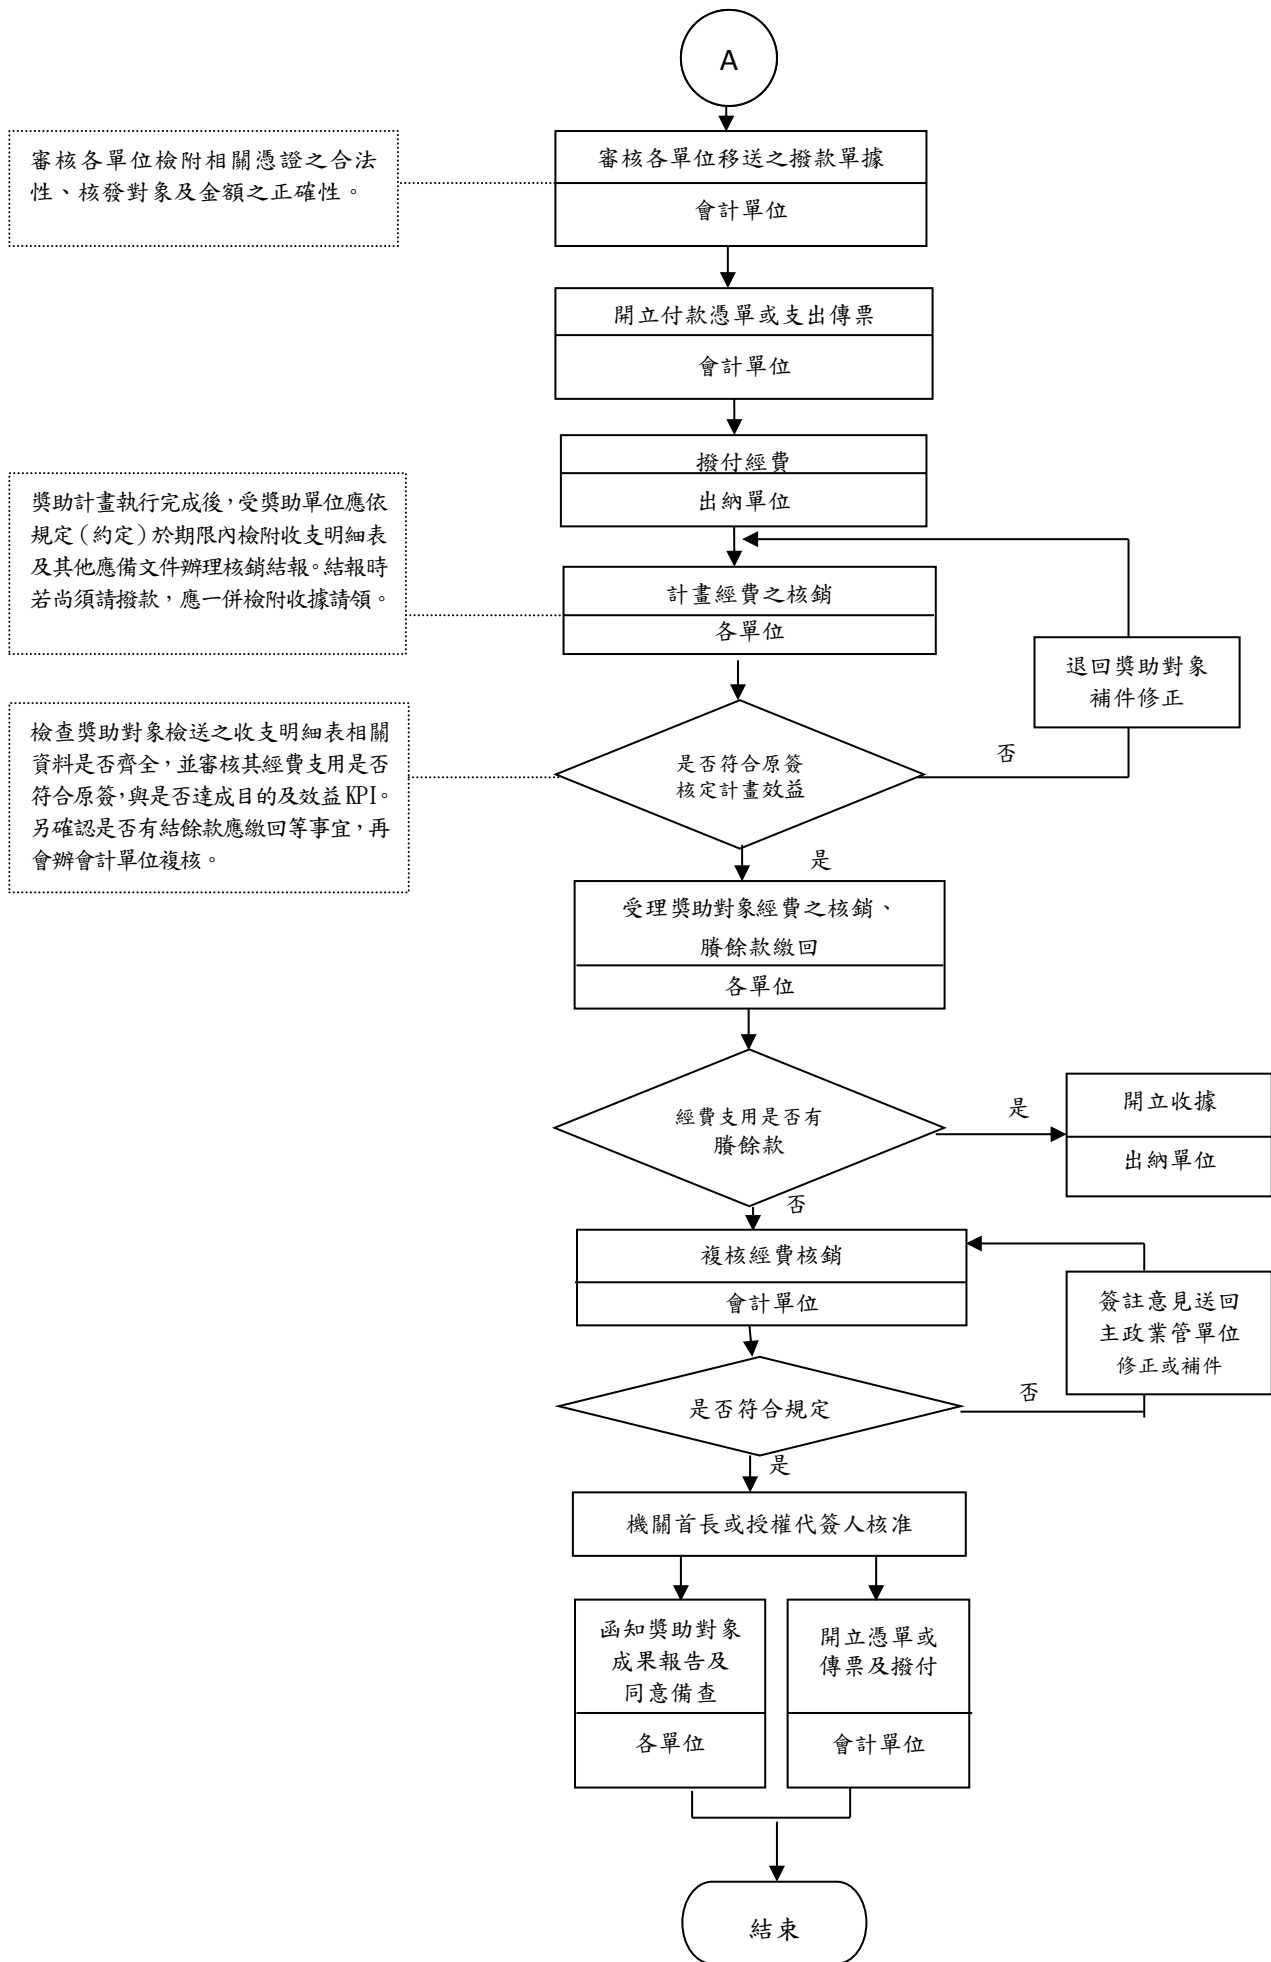 A
審核各單位檢附相關憑證之合法
性、核發對象及金額之正確性。
審核各單位移送之撥款單據
會計單位
開立付款憑單或支出傳票
會計單位
撥付經費
出納單位
獎助計畫執行完成後，受獎助單位應依
規定（約定）於期限內檢附收支明細表
及其他應備文件辦理核銷結報。結報時
若尚須請撥款，應一併檢附收據請領。
計畫經費之核銷
各單位
退回獎助對象
補件修正
檢查獎助對象檢送之收支明細表相關
資料是否齊全，並審核其經費支用是否
符合原簽，與是否達成目的及效益KPI。
另確認是否有結餘款應繳回等事宜，再
會辦會計單位複核。
是否符合原簽
核定計畫效益
否
是
受理獎助對象經費之核銷、
賸餘款繳回
各單位
經費支用是否有
賸餘款
是
開立收據
出納單位
否
複核經費核銷
會計單位
簽註意見送回
主政業管單位
修正或補件
是否符合規定
否
是
機關首長或授權代簽人核准
函知獎助對象
成果報告及
同意備查
各單位
開立憑單或
傳票及撥付
會計單位
結束